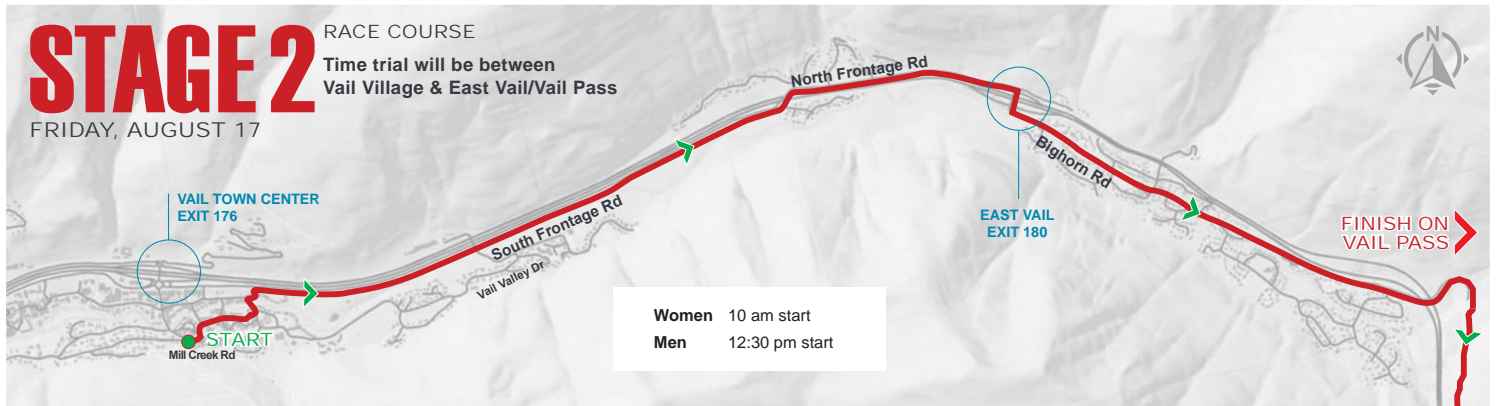 STAGE 2
RACE COURSE
Time trial will be between
Vail Village & East Vail/Vail Pass
FRIDAY, AUGUST 17
N
North Frontage Rd
Bighorn Rd
VAIL TOWN CENTER
EXIT 176
South Frontage Rd
EAST VAIL
EXIT 180
FINISH ON
VAIL PASS
Vail Valley Dr
START
Mill Creek Rd
Women 10 am start
Men 12:30 pm start